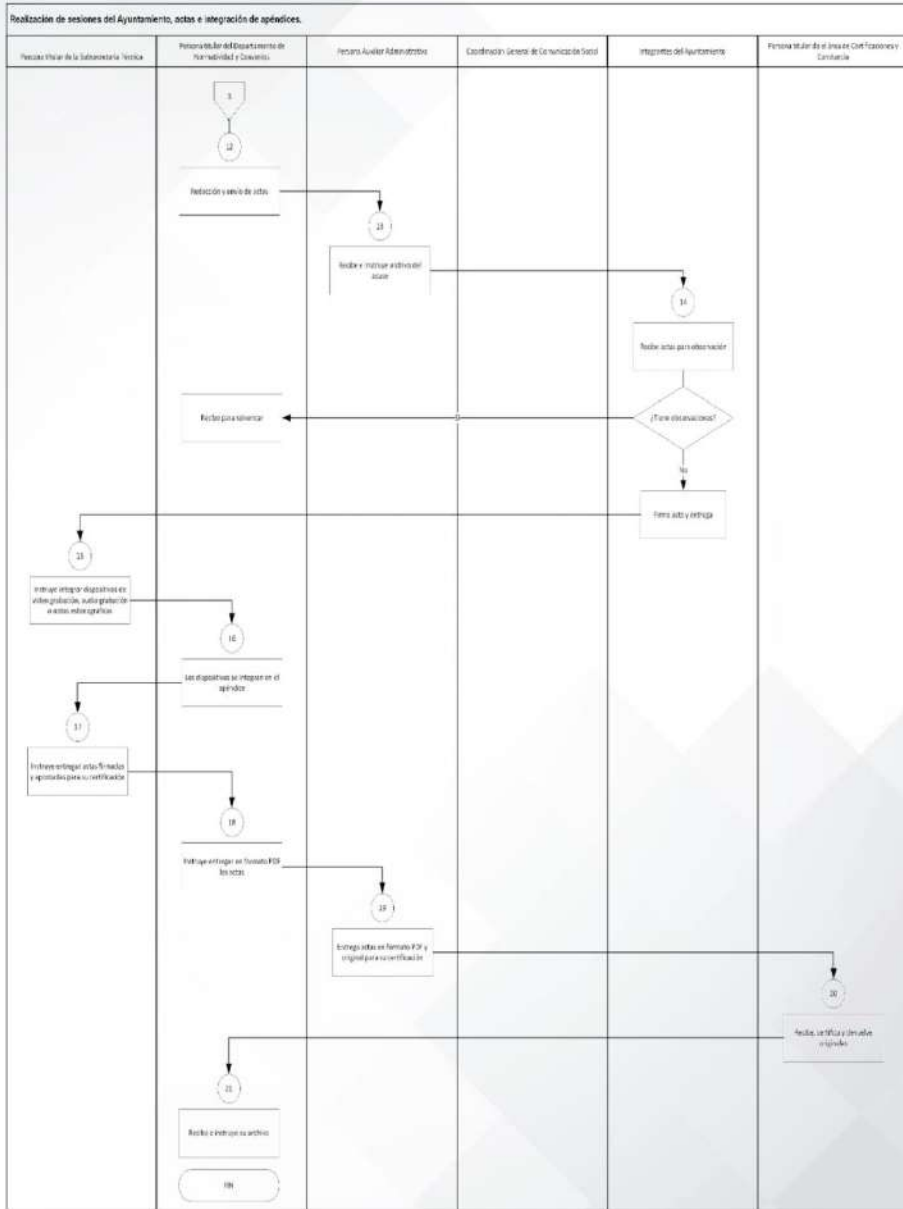 Realización de sesiones del Ayuntamiento, actas e integración de apéndices.
Persona titular de la Subsecretaría Técnica
Persona titular del Departamento de
Normatividad y Convenios
Persona Auxiliar Administrativo
Coordinación General de Comunicación Social
Integrantes del Ayuntamiento
Persona titular de el área de Certificaciones y
Constancia
12
Redacción y envío de actas
13
Recibe e instruye archivo del
acuse
14
Recibe actas para observación
¿Tiene observaciones?
Recibe para solventar
No
Firma acta y entrega
15
Instruye integrar dispositivos de
video grabación, audio grabación
o actas estenográficas
16
Los dispositivos se integran en el
apéndice
17
Instruye entregar actas firmadas
y aprobadas para su certificación
18
Instruye entregar en formato PDF
las actas
19
Entrega actas en formato PDF y
original para su certificación
20
Recibe, certifica y devuelve
originales
21
Recibe e instruye su archivo
FIN